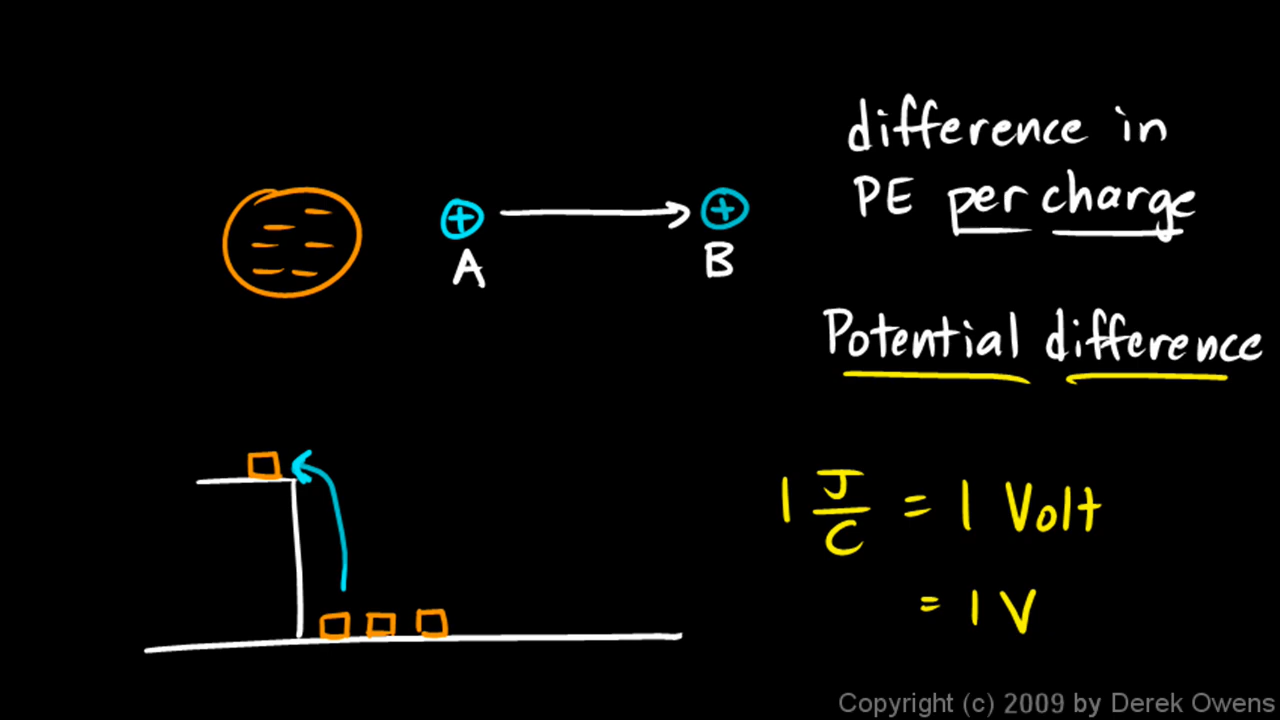 difference in
PE per charge
A
B
Potential difference
1 J/C = 1 Volt
= 1 V
Copyright (c) 2009 by Derek Owens